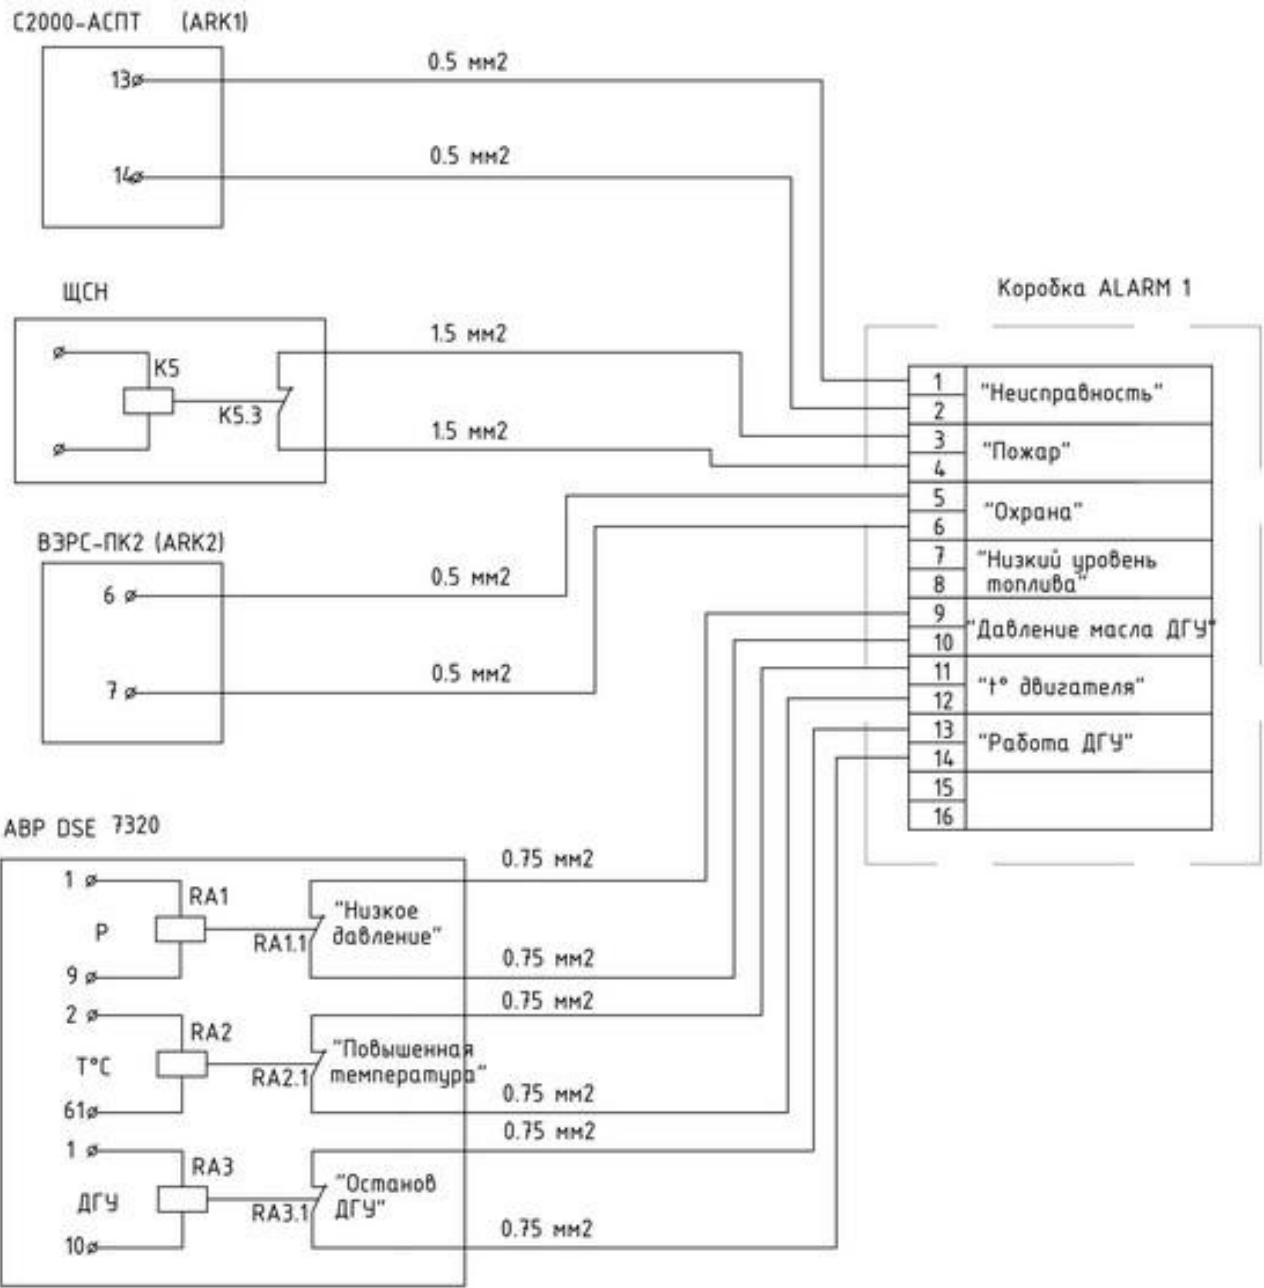 С2000-АСПТ (ARK1)
13
0.5 мм2
14
0.5 мм2
ЩСН
K5
K5.3
1.5 мм2
1.5 мм2
ВЭРС-ПК2 (ARK2)
6
0.5 мм2
7
0.5 мм2
АВР DSE 7320
1
RA1
P
RA1.1
"Низкое
давление"
9
0.75 мм2
0.75 мм2
2
RA2
T°C
RA2.1
"Повышенная
температура"
61
0.75 мм2
0.75 мм2
1
RA3
ДГУ
RA3.1
"Останов
ДГУ"
10
0.75 мм2
0.75 мм2
Коробка ALARM 1
1
2
"Неисправность"
3
4
"Пожар"
5
6
"Охрана"
7
8
"Низкий уровень
топлива"
9
10
"Давление масла ДГУ"
11
12
"t° двигателя"
13
14
"Работа ДГУ"
15
16